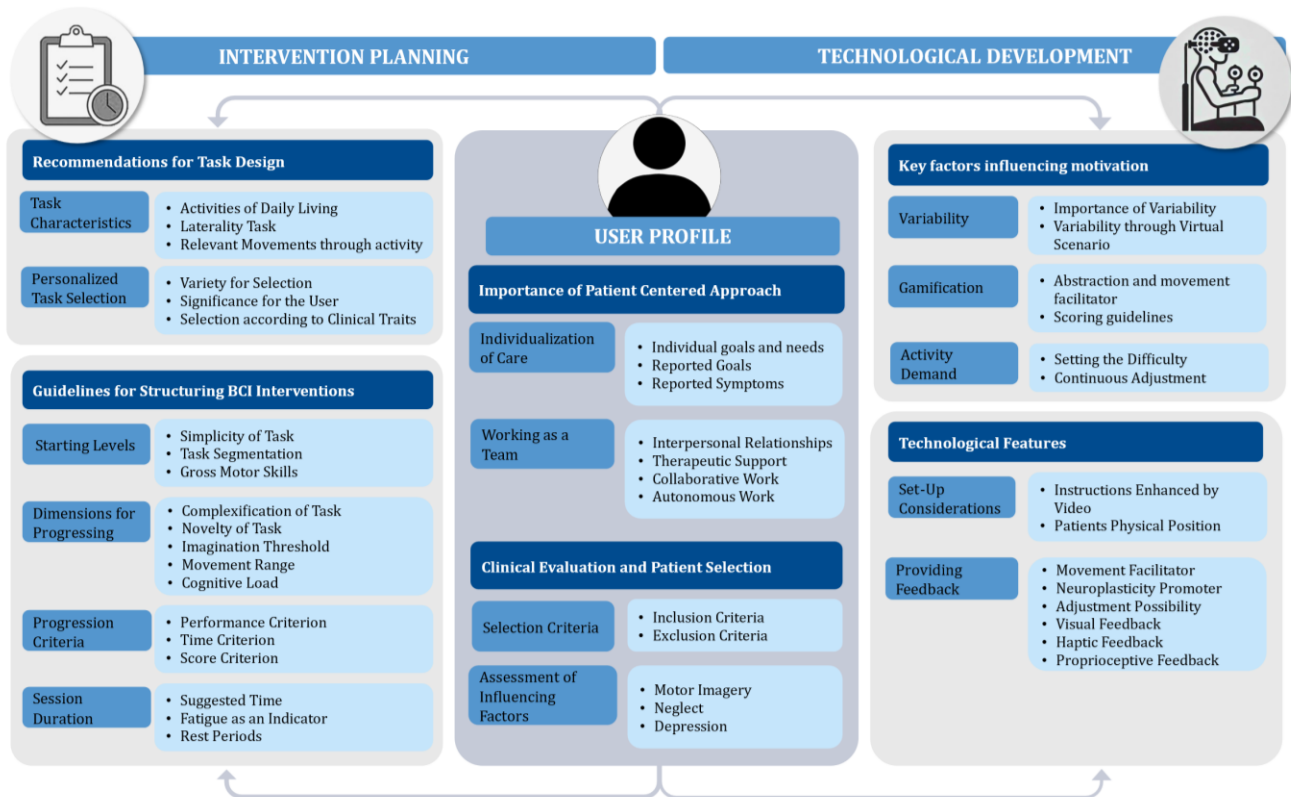 INTERVENTION PLANNING
TECHNOLOGICAL DEVELOPMENT
Recommendations for Task Design
Task
Characteristics
• Activities of Daily Living
• Laterality Task
• Relevant Movements through activity
Personalized
Task Selection
• Variety for Selection
• Significance for the User
• Selection according to Clinical Traits
Guidelines for Structuring BCI Interventions
Starting Levels
• Simplicity of Task
• Task Segmentation
• Gross Motor Skills
Dimensions for
Progressing
• Complexification of Task
• Novelty of Task
• Imagination Threshold
• Movement Range
• Cognitive Load
Progression
Criteria
• Performance Criterion
• Time Criterion
• Score Criterion
Session
Duration
• Suggested Time
• Fatigue as an Indicator
• Rest Periods
USER PROFILE
Importance of Patient Centered Approach
Individualization
of Care
• Individual goals and needs
• Reported Goals
• Reported Symptoms
Working as a
Team
• Interpersonal Relationships
• Therapeutic Support
• Collaborative Work
• Autonomous Work
Clinical Evaluation and Patient Selection
Selection Criteria
• Inclusion Criteria
• Exclusion Criteria
Assessment of
Influencing
Factors
• Motor Imagery
• Neglect
• Depression
Key factors influencing motivation
Variability
• Importance of Variability
• Variability through Virtual
Scenario
Gamification
• Abstraction and movement
facilitator
• Scoring guidelines
Activity
Demand
• Setting the Difficulty
• Continuous Adjustment
Technological Features
Set-Up
Considerations
• Instructions Enhanced by
Video
• Patients Physical Position
Providing
Feedback
• Movement Facilitator
• Neuroplasticity Promoter
• Adjustment Possibility
• Visual Feedback
• Haptic Feedback
• Proprioceptive Feedback